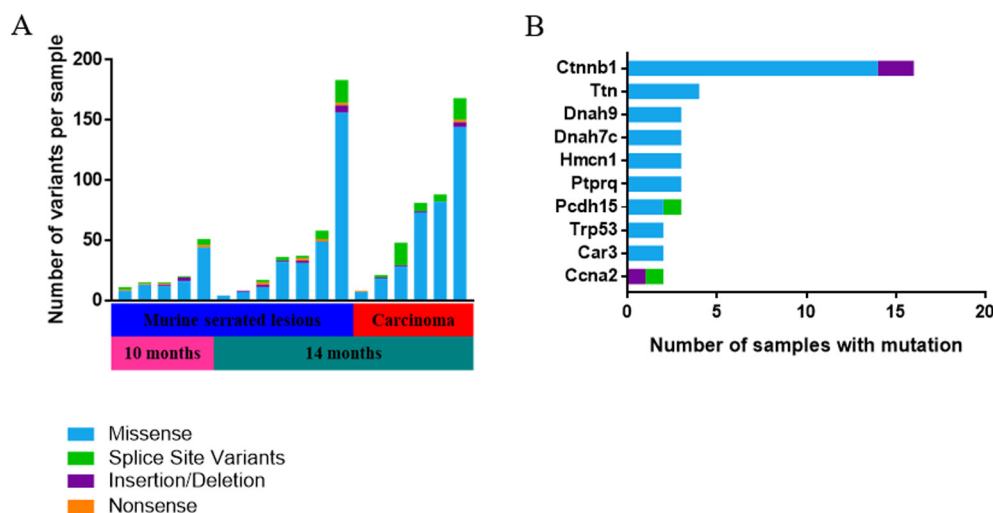 A
Number of variants per sample
200
150
100
50
0
Murine serrated lesions
Carcinoma
10 months
14 months
Missense
Splice Site Variants
Insertion/Deletion
Nonsense
B
Ctnnb1
Ttn
Dnah9
Dnah7c
Hmcn1
Ptprq
Pcdh15
Trp53
Car3
Ccna2
0 5 10 15 20
Number of samples with mutation